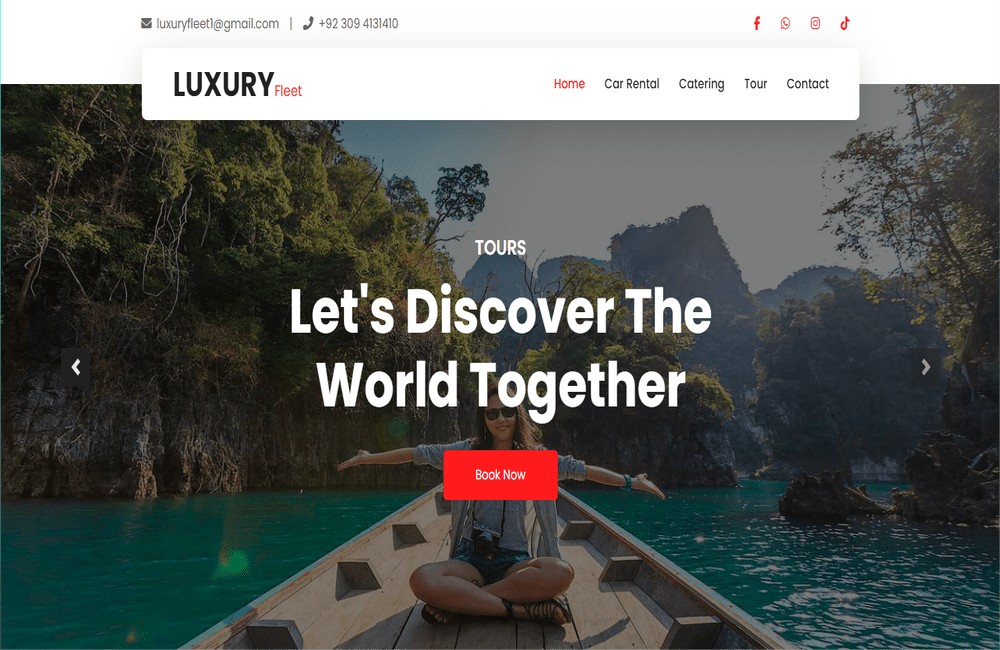 luxuryfleet1@gmail.com | +92 309 4131410
LUXURY Fleet
Home Car Rental Catering Tour Contact
TOURS
Let's Discover The
World Together
Book Now